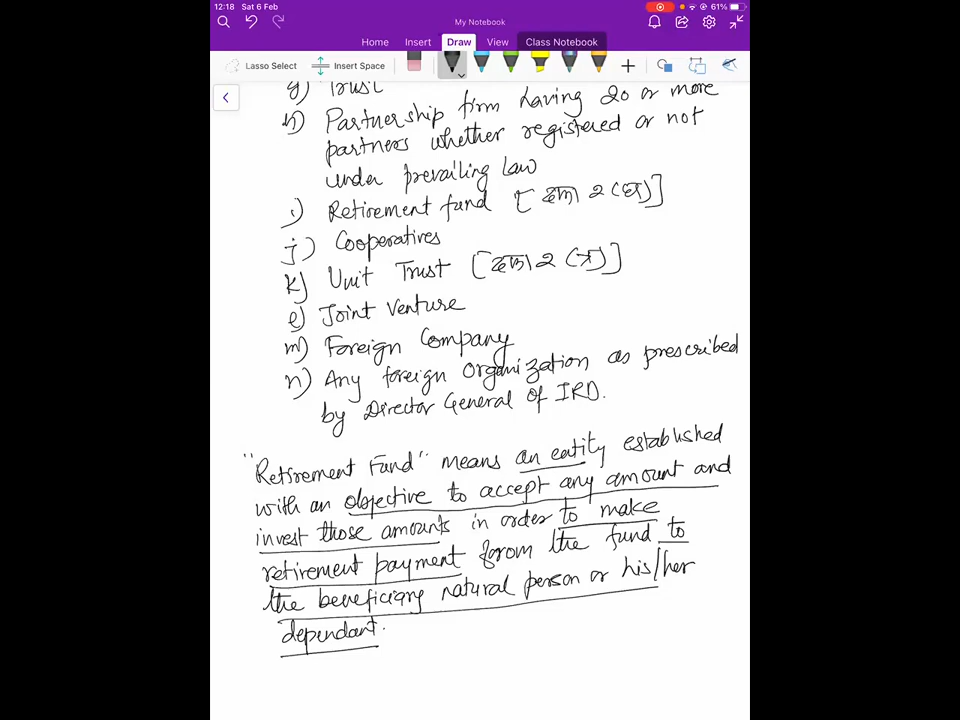 12:18 Sat 6 Feb
61%
My Notebook
Home Insert Draw View Class Notebook
Lasso Select Insert Space
g) Trust
h) Partnership firm having 20 or more
partners whether registered or not
under prevailing law
i) Retirement fund [दफा 2 ( )]
j) Cooperatives
k) Unit Trust [दफा 2 ( )]
l) Joint Venture
m) Foreign Company
n) Any foreign Organization as prescribed
by Director General of IRD.
"Retirement Fund" means an entity established
with an objective to accept any amount and
invest those amounts in order to make
retirement payment from the fund to
the beneficiary natural person or his/her
dependant.